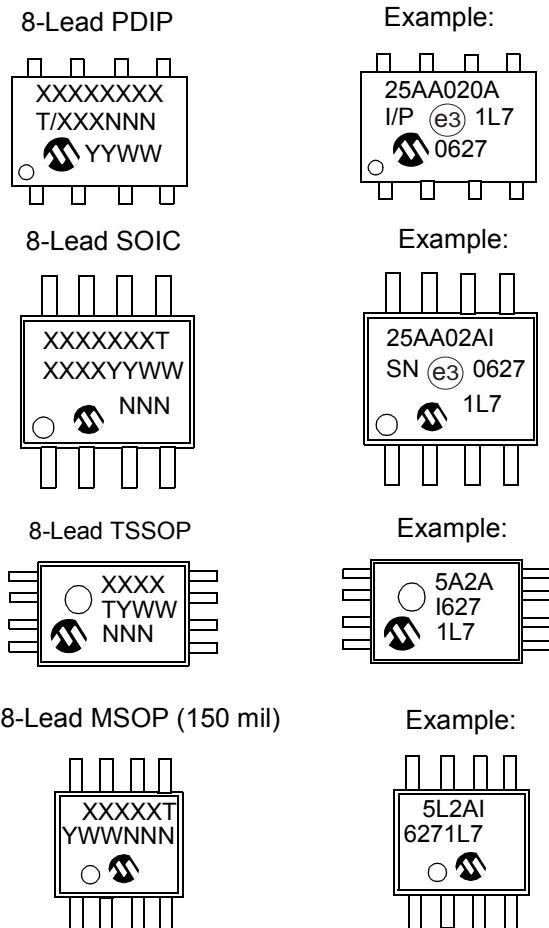 8-Lead PDIP
XXXXXXXX
T/XXXNNN
YYWW
Example:
25AA020A
I/P e3 1L7
0627
8-Lead SOIC
XXXXXXXT
XXXXYYWW
NNN
Example:
25AA02AI
SN e3 0627
1L7
8-Lead TSSOP
XXXX
TYWW
NNN
Example:
5A2A
I627
1L7
8-Lead MSOP (150 mil)
XXXXXT
YWWNNN
Example:
5L2AI
6271L7